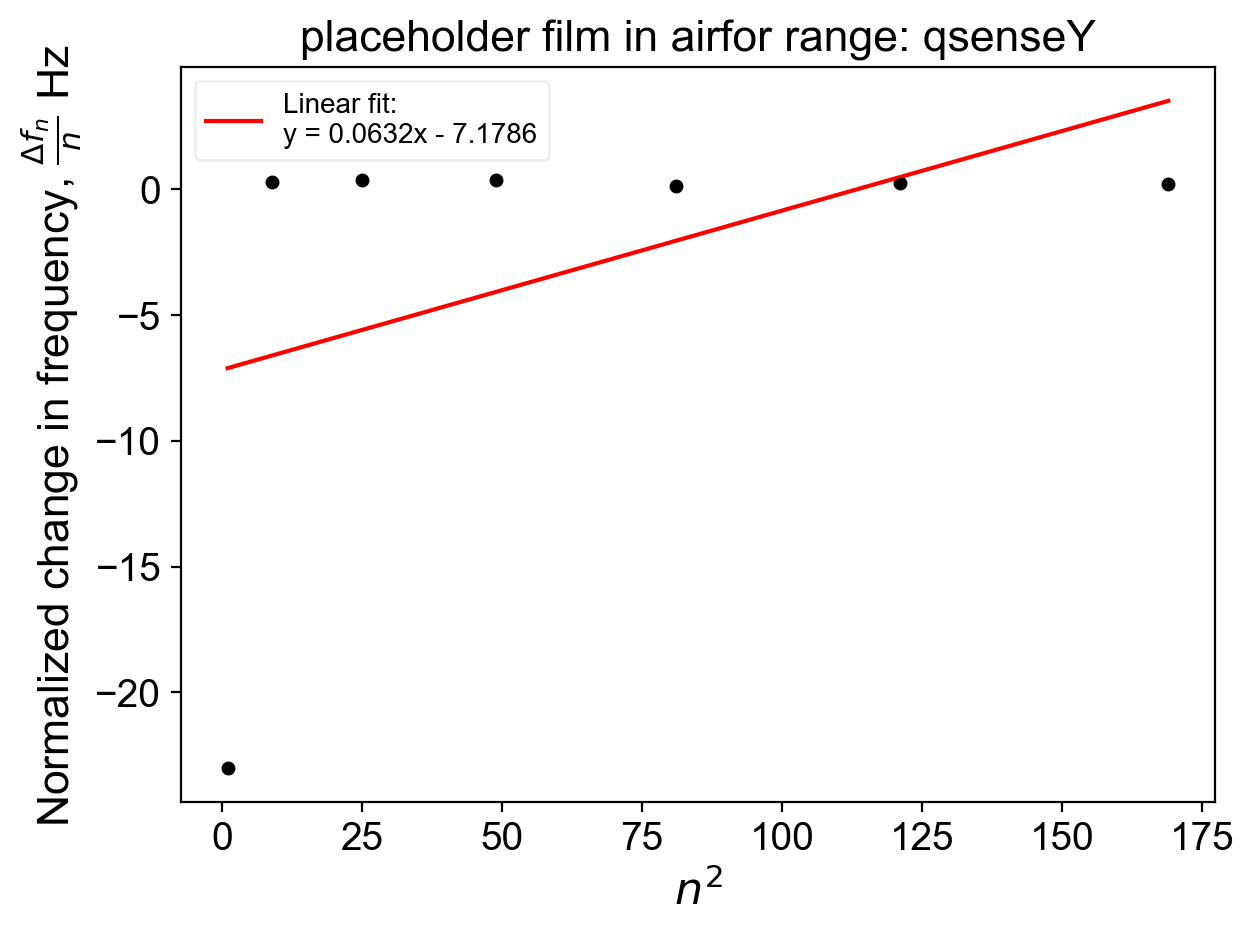 placeholder film in airfor range: qsenseY
Linear fit:
y = 0.0632x - 7.1786
Normalized change in frequency, Δfₙ/n Hz
0
−5
−10
−15
−20
0 25 50 75 100 125 150 175
n²